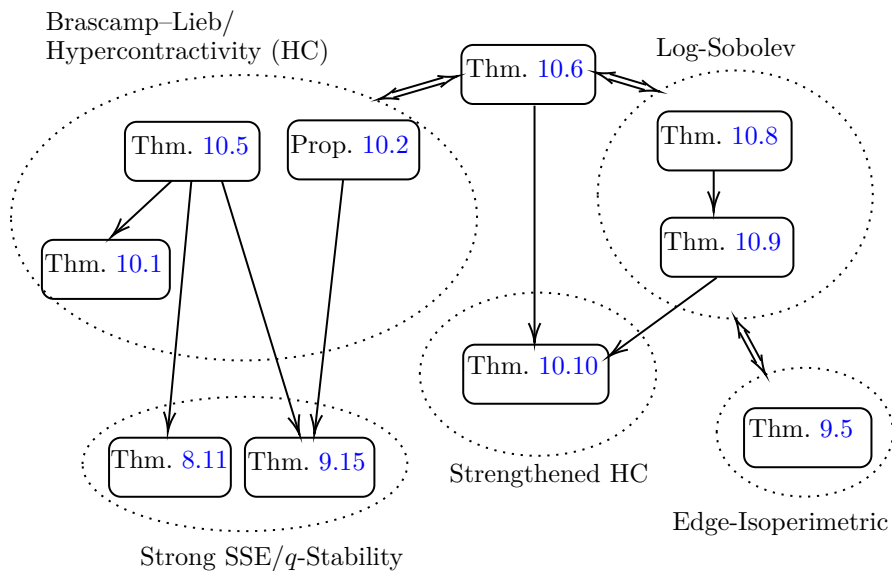 Brascamp–Lieb/
Hypercontractivity (HC)
Log-Sobolev
Thm. 10.6
Thm. 10.5
Prop. 10.2
Thm. 10.8
Thm. 10.1
Thm. 10.9
Thm. 10.10
Thm. 9.5
Thm. 8.11
Thm. 9.15
Strengthened HC
Edge-Isoperimetric
Strong SSE/q-Stability